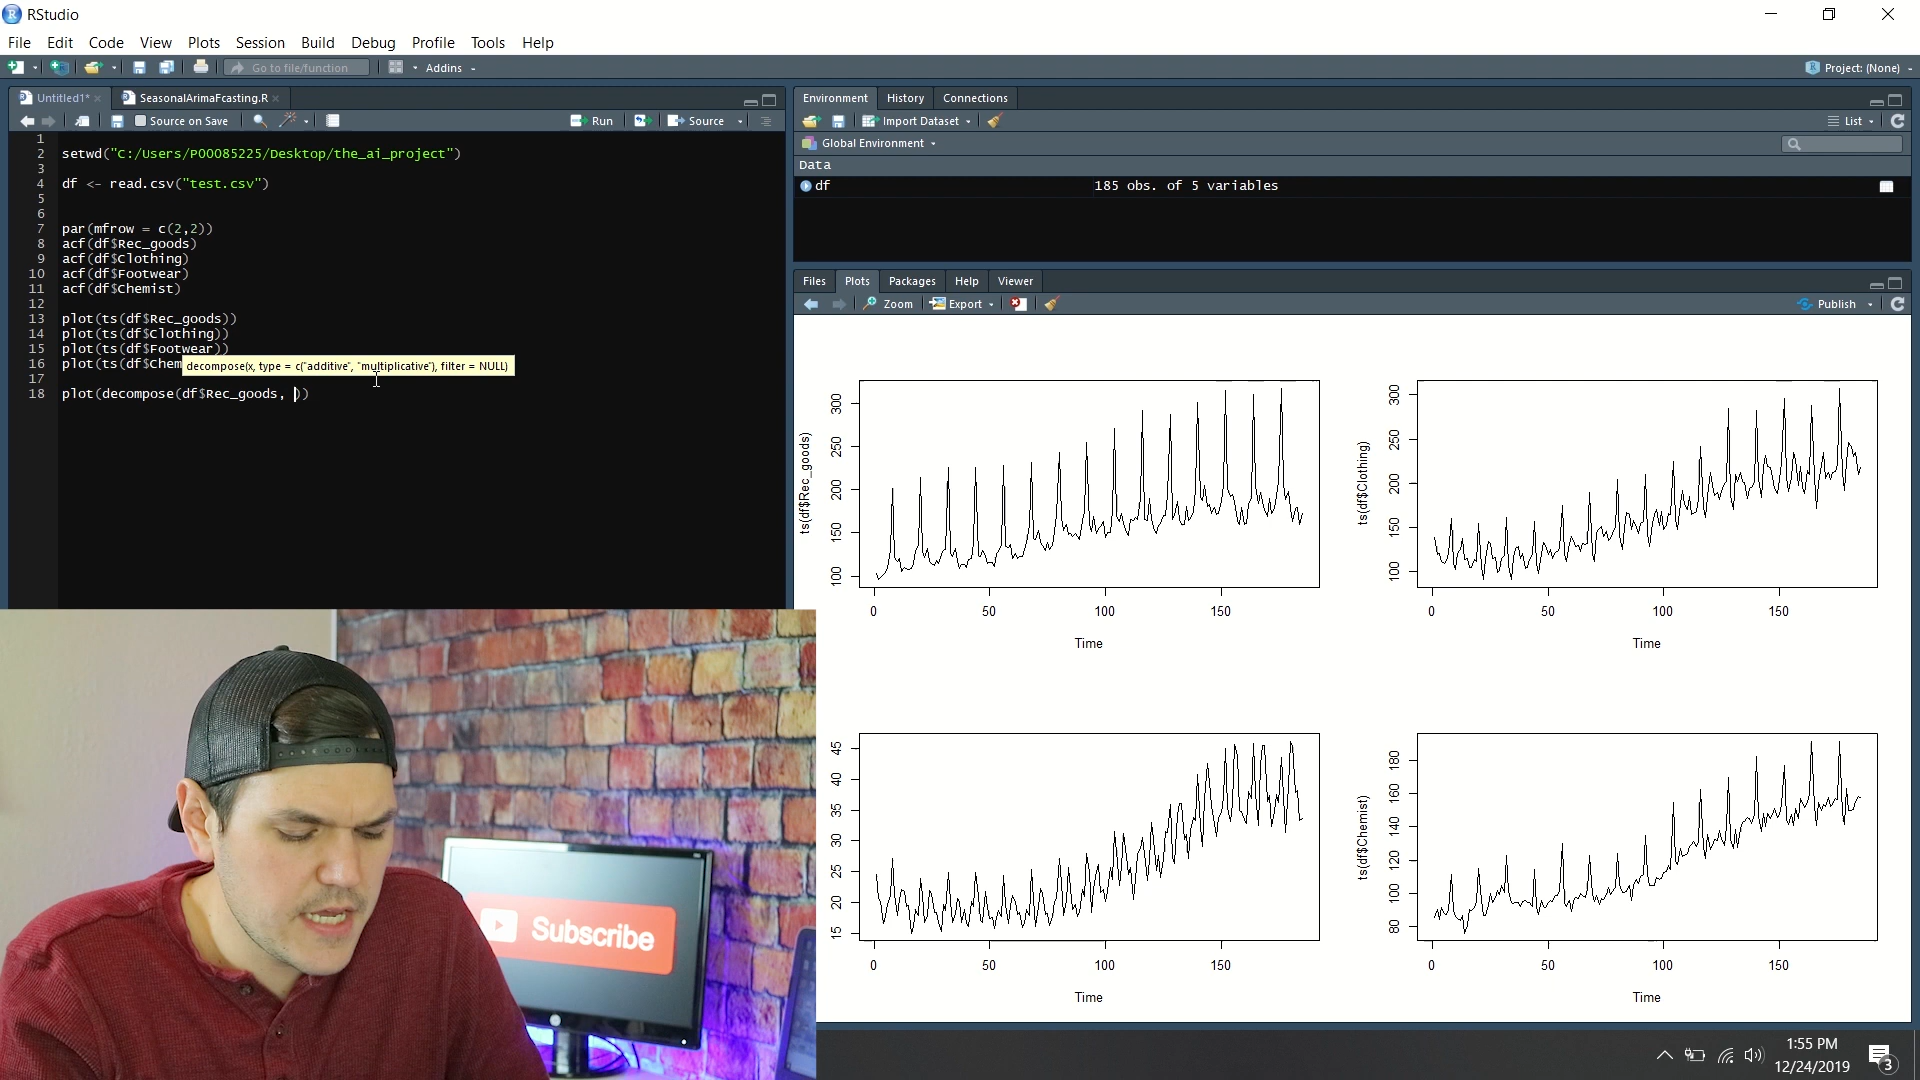 RStudio
File Edit Code View Plots Session Build Debug Profile Tools Help
Go to file/function Addins Project: (None)
Untitled1* SeasonalArimaFcasting.R
Source on Save Run Source
1
2 setwd("C:/Users/P00085225/Desktop/the_ai_project")
3
4 df <- read.csv("test.csv")
5
6
7 par(mfrow = c(2,2))
8 acf(df$Rec_goods)
9 acf(df$Clothing)
10 acf(df$Footwear)
11 acf(df$Chemist)
12
13 plot(ts(df$Rec_goods))
14 plot(ts(df$Clothing))
15 plot(ts(df$Footwear))
16 plot(ts(df$Chem
decompose(x, type = c("additive", "multiplicative"), filter = NULL)
17
18 plot(decompose(df$Rec_goods, ))
Environment History Connections
Import Dataset List
Global Environment
Data
df 185 obs. of 5 variables
Files Plots Packages Help Viewer
Zoom Export Publish
ts(df$Rec_goods)
300
250
200
150
100
0 50 100 150
Time
ts(df$Clothing)
300
250
200
150
100
0 50 100 150
Time
45
40
35
30
25
20
15
0 50 100 150
Time
ts(df$Chemist)
180
160
140
120
100
80
0 50 100 150
Time
Subscribe
hp
1:55 PM
12/24/2019
3